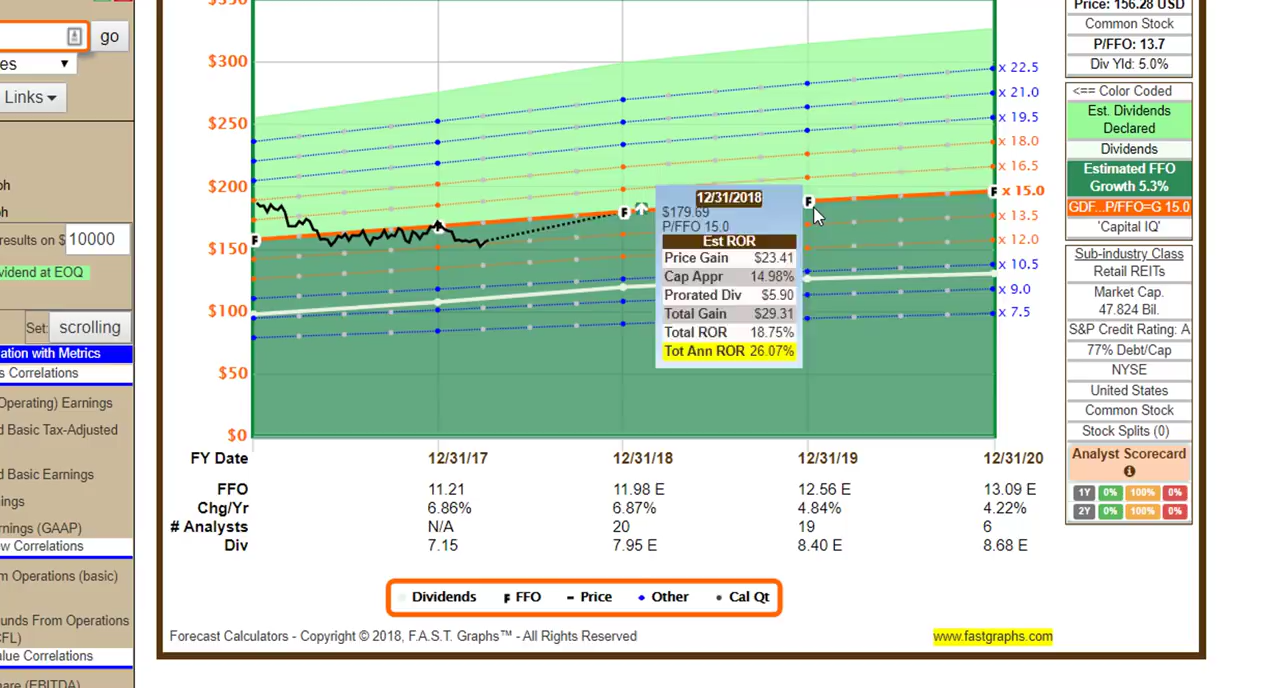 go
es ▼
Links
ph
h
results on $ 10000
vidend at EOQ
Set: scrolling
ation with Metrics
s Correlations
Operating) Earnings
d Basic Tax-Adjusted
d Basic Earnings
ings
rnings (GAAP)
w Correlations
m Operations (basic)
unds From Operations
CFL)
alue Correlations
hare (EBITDA)
$350
$300
$250
$200
$150
$100
$50
$0
x 22.5
x 21.0
x 19.5
x 18.0
x 16.5
x 15.0
x 13.5
x 12.0
x 10.5
x 9.0
x 7.5
F
F
F
F
12/31/2018
$179.69
P/FFO 15.0
Est ROR
Price Gain $23.41
Cap Appr 14.98%
Prorated Div $5.90
Total Gain $29.31
Total ROR 18.75%
Tot Ann ROR 26.07%
FY Date 12/31/17 12/31/18 12/31/19 12/31/20
FFO 11.21 11.98 E 12.56 E 13.09 E
Chg/Yr 6.86% 6.87% 4.84% 4.22%
# Analysts N/A 20 19 6
Div 7.15 7.95 E 8.40 E 8.68 E
Dividends F FFO Price Other Cal Qt
Forecast Calculators - Copyright © 2018, F.A.S.T. Graphs™ - All Rights Reserved
www.fastgraphs.com
Price: 156.28 USD
Common Stock
P/FFO: 13.7
Div Yld: 5.0%
<== Color Coded
Est. Dividends
Declared
Dividends
Estimated FFO
Growth 5.3%
GDF...P/FFO=G 15.0
'Capital IQ'
Sub-industry Class
Retail REITs
Market Cap.
47.824 Bil.
S&P Credit Rating: A
77% Debt/Cap
NYSE
United States
Common Stock
Stock Splits (0)
Analyst Scorecard
1Y 0% 100% 0%
2Y 0% 100% 0%